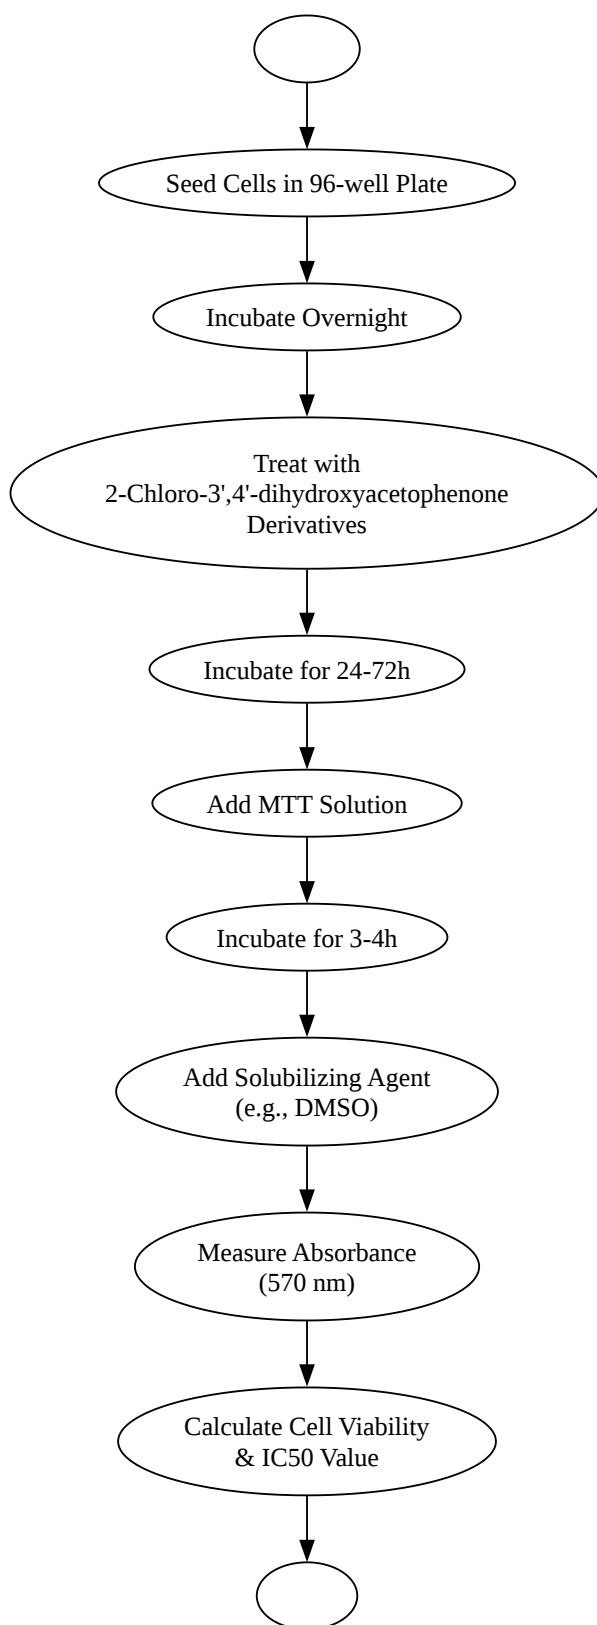 Seed Cells in 96-well Plate
Incubate Overnight
Treat with
2-Chloro-3',4'-dihydroxyacetophenone
Derivatives
Incubate for 24-72h
Add MTT Solution
Incubate for 3-4h
Add Solubilizing Agent
(e.g., DMSO)
Measure Absorbance
(570 nm)
Calculate Cell Viability
& IC50 Value